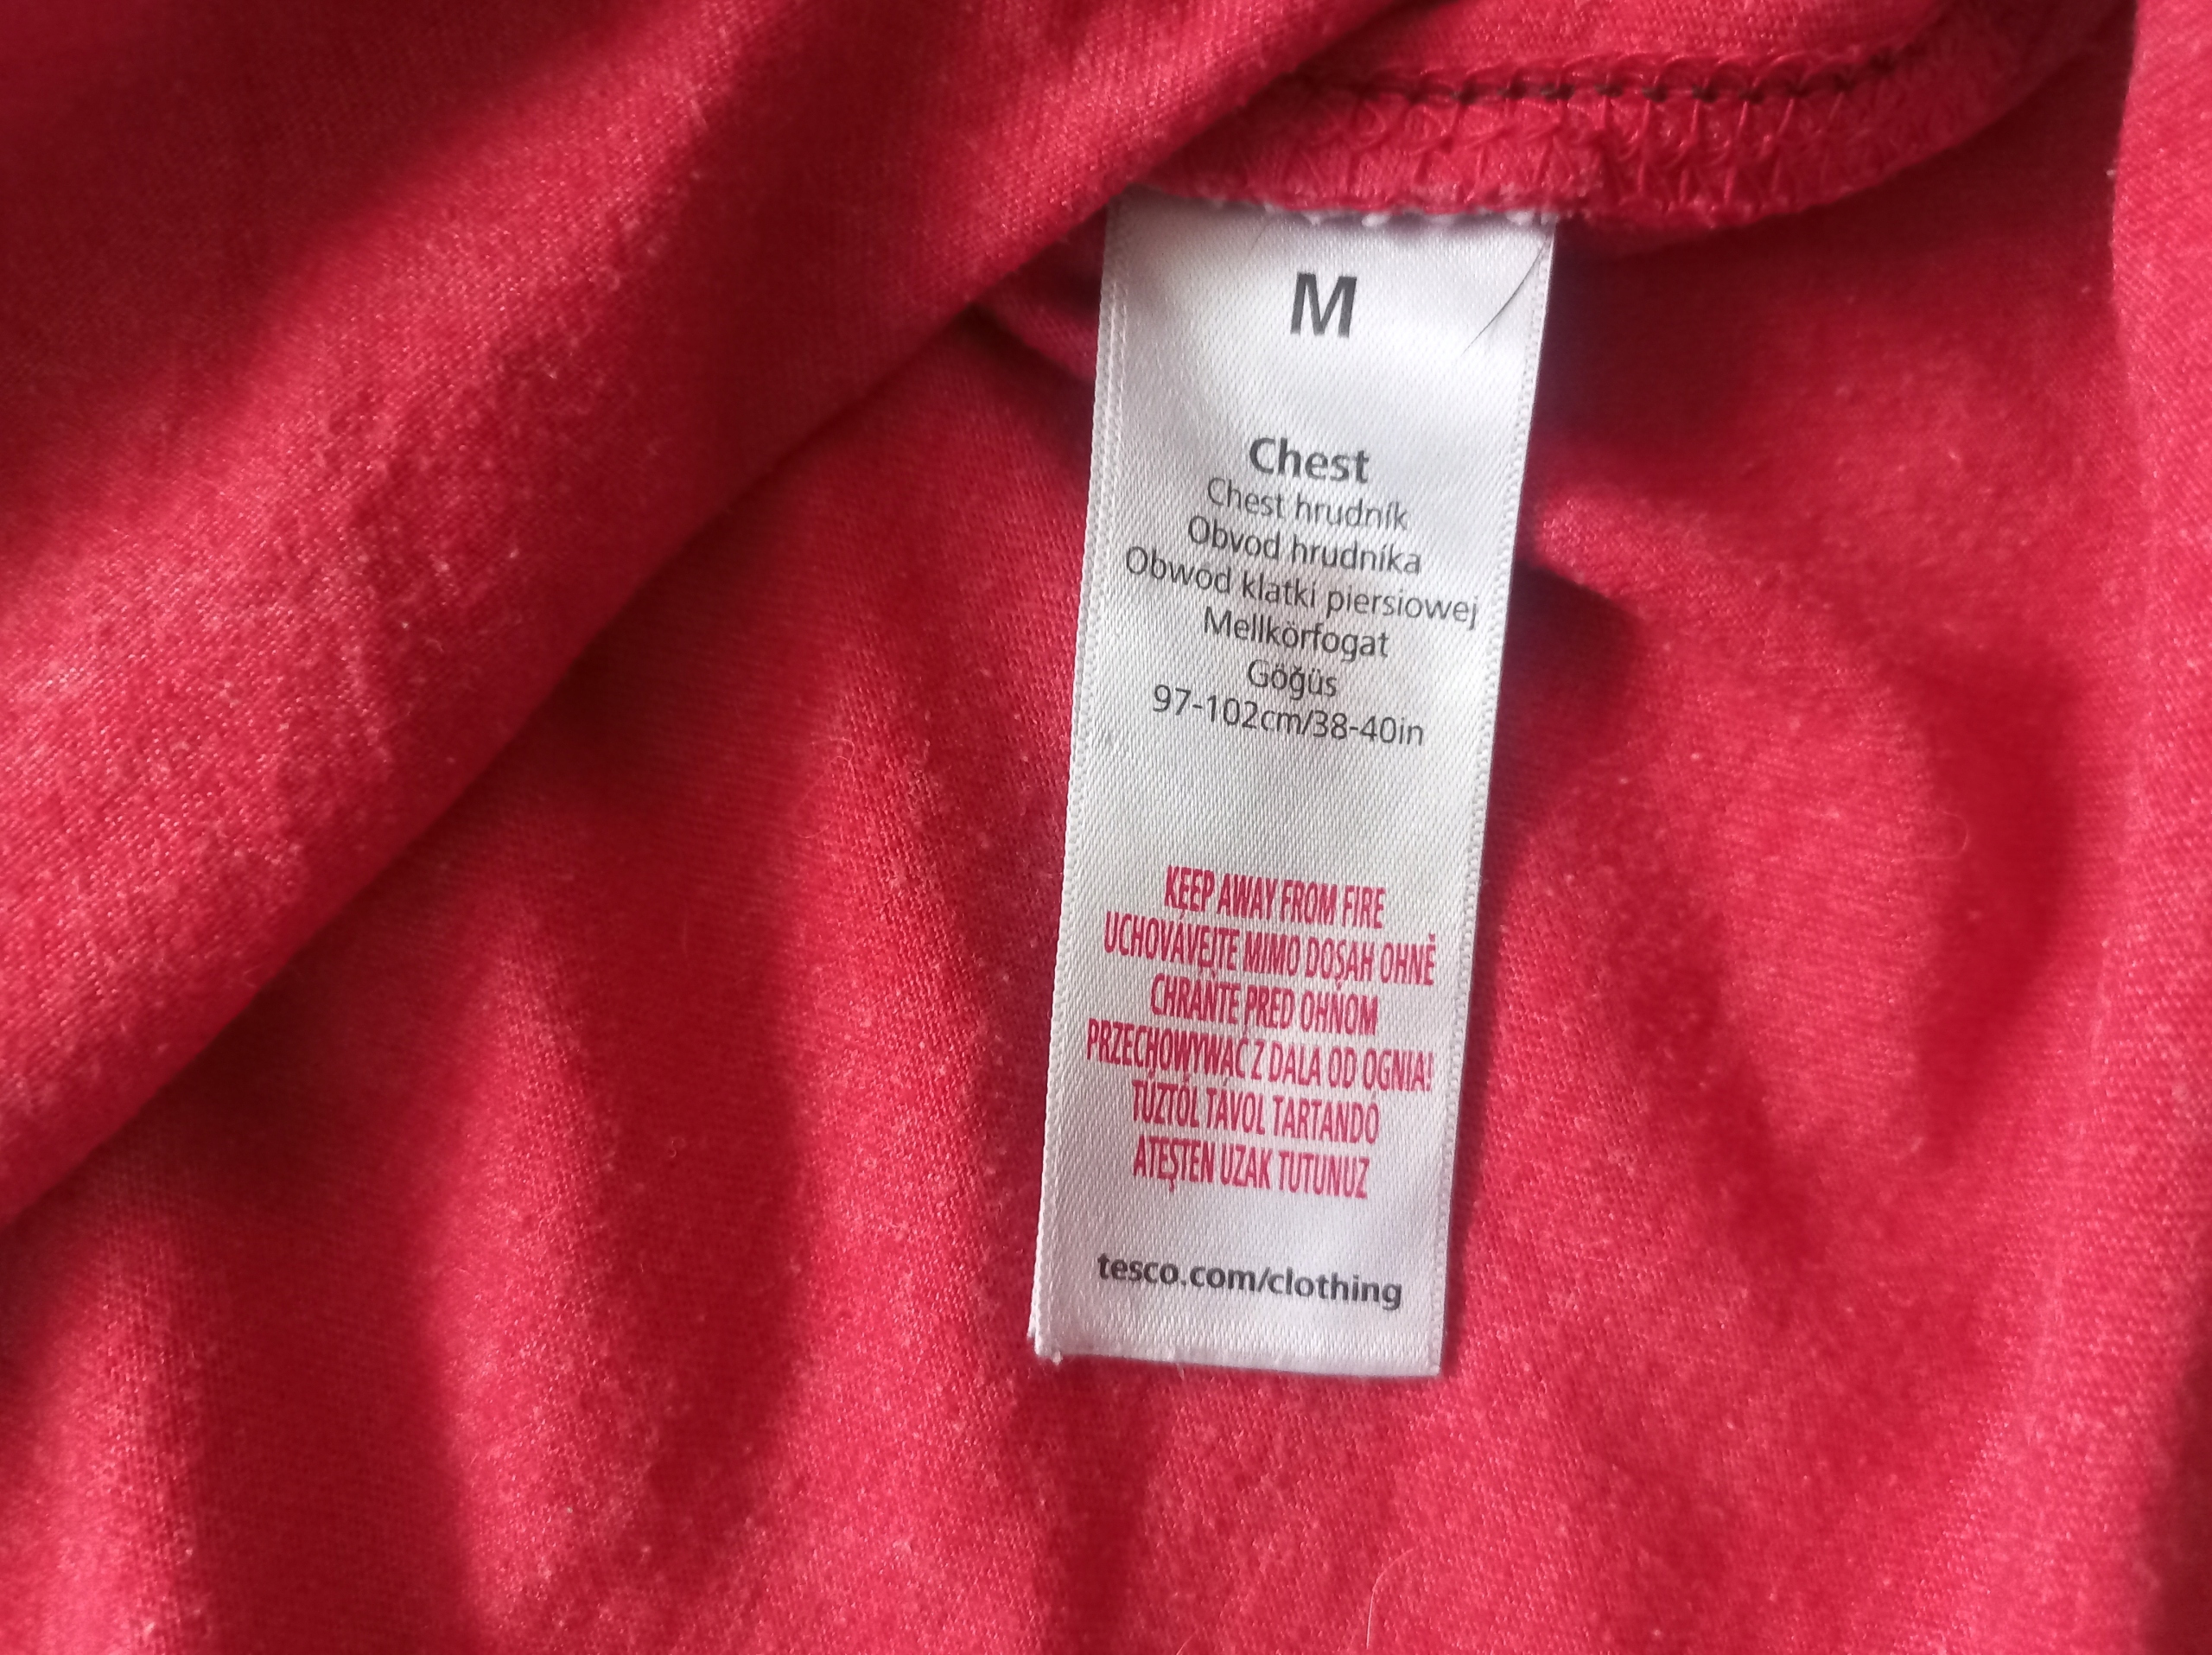 M
Chest
Chest hrudník
Obvod hrudníka
Obwod klatki piersiowej
Mellkörfogat
Göğüs
97-102cm/38-40in
KEEP AWAY FROM FIRE
UCHOVÁVEJTE MIMO DOSAH OHNĚ
CHRÁŇTE PRED OHŇOM
PRZECHOWYWAĆ Z DALA OD OGNIA!
TŰZTŐL TÁVOL TARTANDÓ
ATEŞTEN UZAK TUTUNUZ
tesco.com/clothing